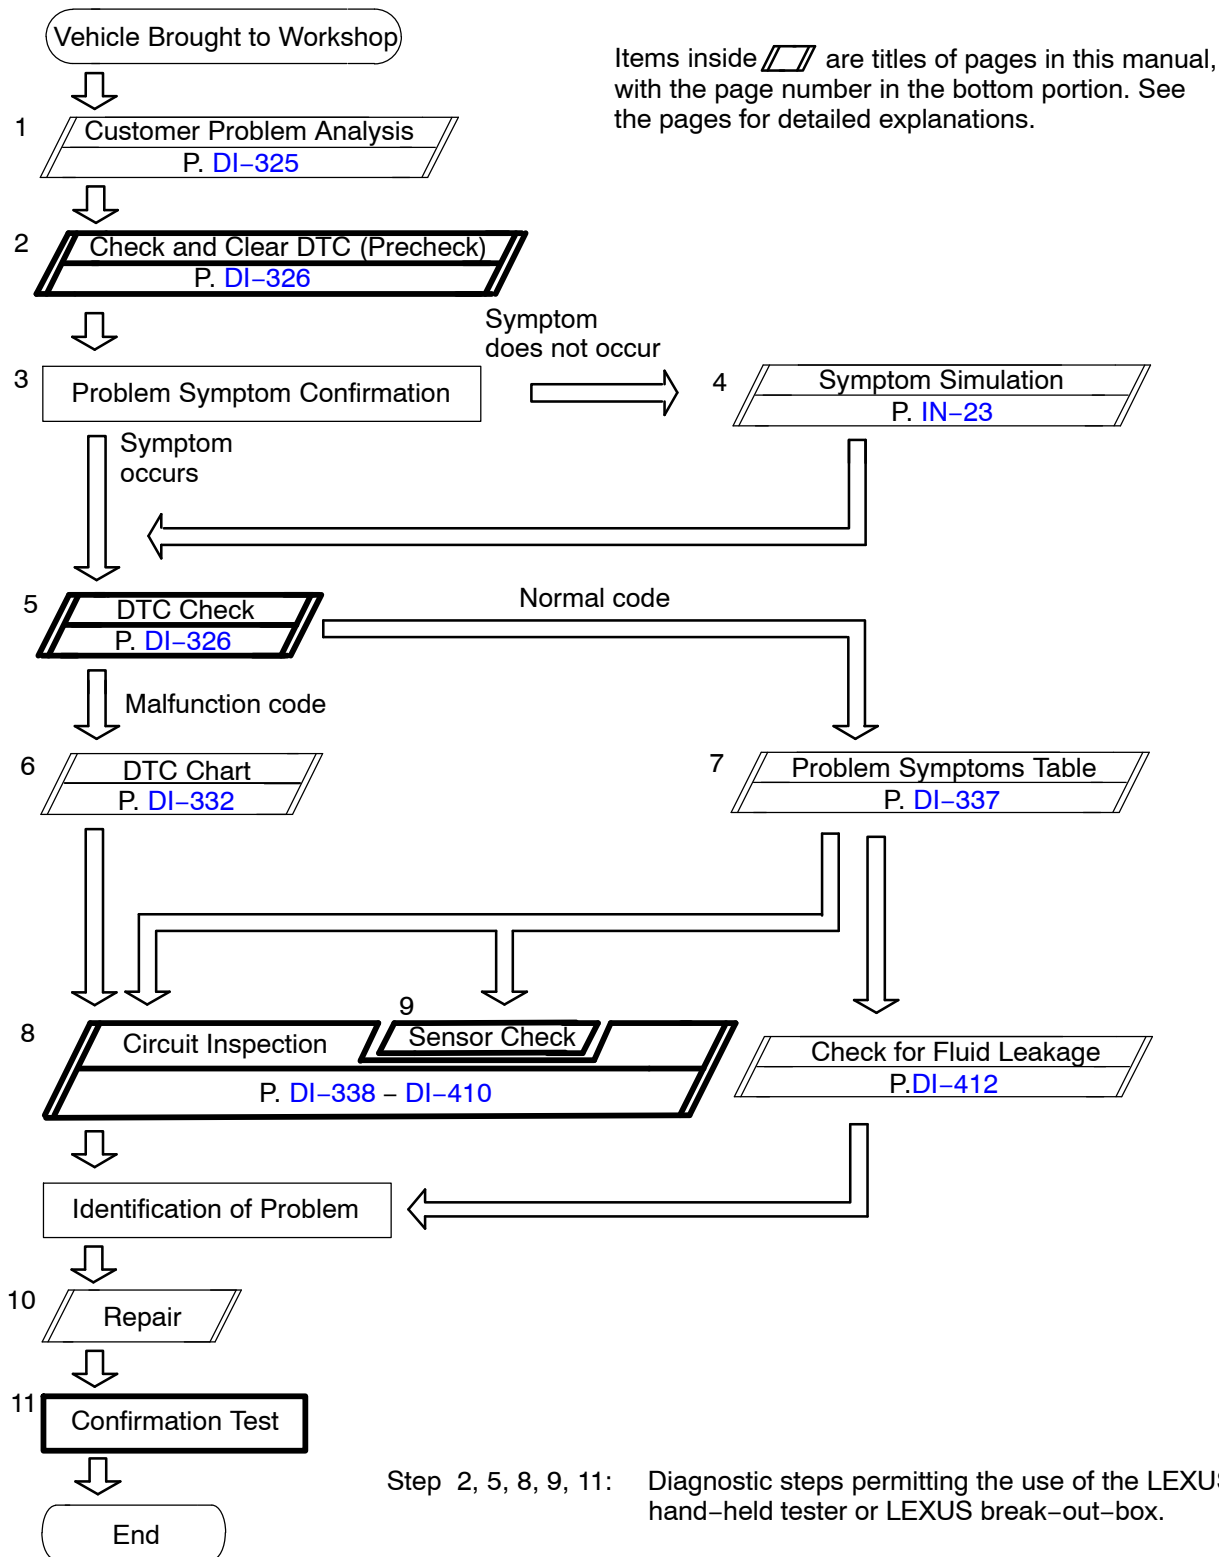 Vehicle Brought to Workshop
Items inside are titles of pages in this manual,
with the page number in the bottom portion. See
the pages for detailed explanations.
1
Customer Problem Analysis
P. DI–325
2
Check and Clear DTC (Precheck)
P. DI–326
Symptom
does not occur
3
Problem Symptom Confirmation
4
Symptom Simulation
P. IN–23
Symptom
occurs
5
DTC Check
P. DI–326
Normal code
Malfunction code
6
DTC Chart
P. DI–332
7
Problem Symptoms Table
P. DI–337
8
Circuit Inspection
9
Sensor Check
P. DI–338 – DI–410
Check for Fluid Leakage
P.DI–412
Identification of Problem
10
Repair
11
Confirmation Test
Step 2, 5, 8, 9, 11: Diagnostic steps permitting the use of the LEXUS
hand–held tester or LEXUS break–out–box.
End